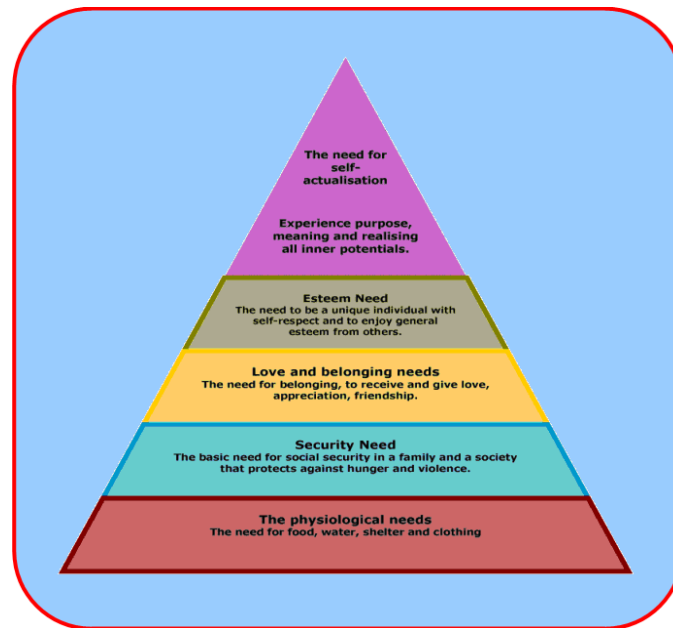 The need for
self-
actualisation
Experience purpose,
meaning and realising
all inner potentials.
Esteem Need
The need to be a unique individual with
self-respect and to enjoy general
esteem from others.
Love and belonging needs
The need for belonging, to receive and give love,
appreciation, friendship.
Security Need
The basic need for social security in a family and a society
that protects against hunger and violence.
The physiological needs
The need for food, water, shelter and clothing